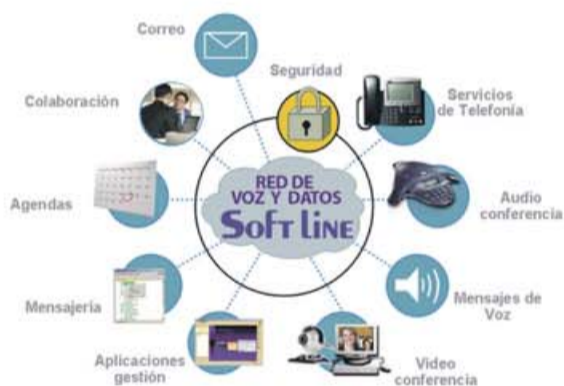 Correo
Seguridad
Colaboración
Servicios
de Telefonía
RED DE
VOZ Y DATOS
SOFT LINE
Agendas
Audio
conferencia
Mensajería
Mensajes de
Voz
Aplicaciones
gestión
Video
conferencia